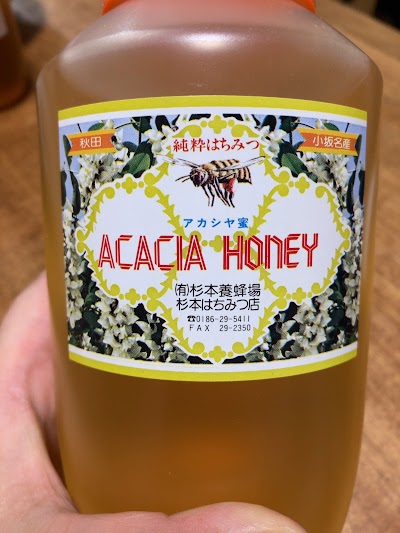 秋田
純粋はちみつ
小坂名産
アカシヤ蜜
ACACIA HONEY
(有)杉本養蜂場
杉本はちみつ店
☎0186-29-5411
FAX 29-2350